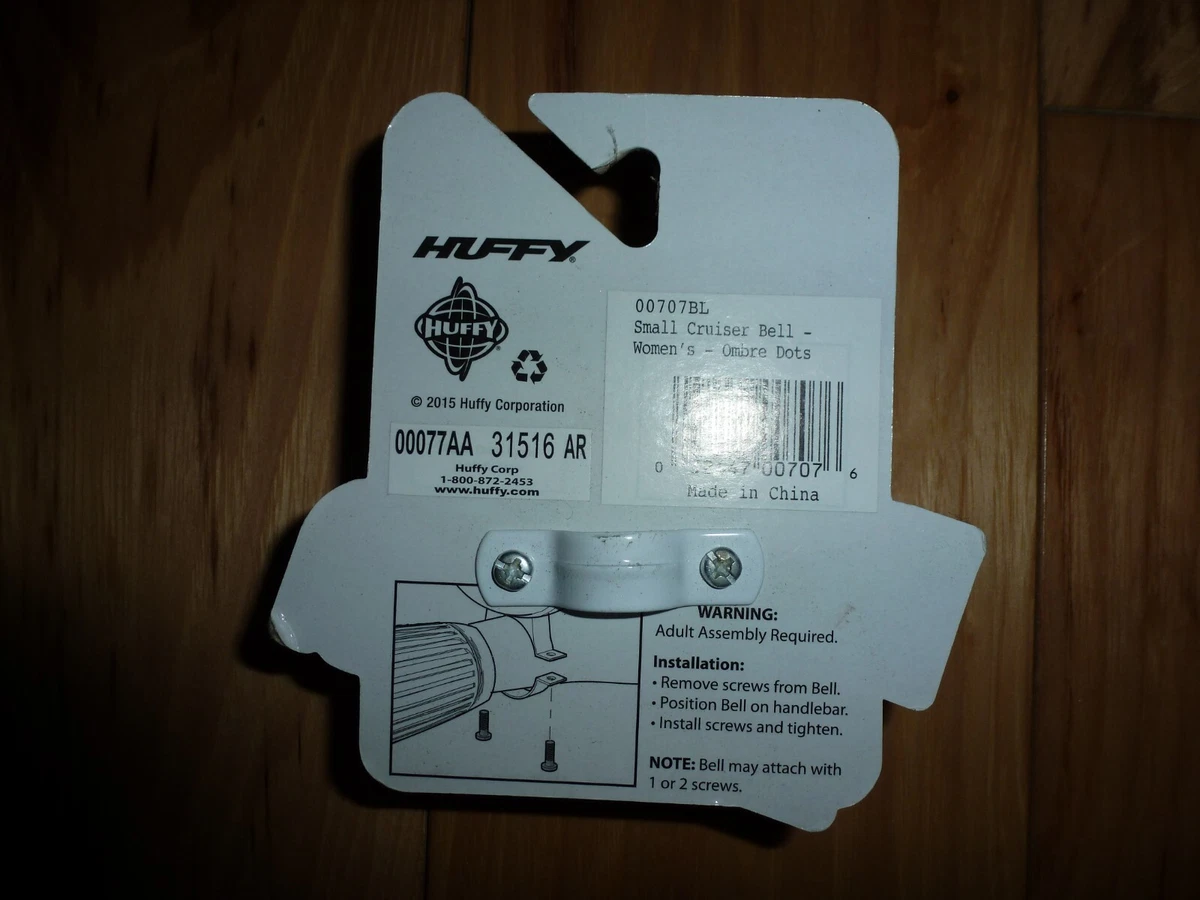 HUFFY®
HUFFY®
© 2015 Huffy Corporation
00077AA 31516 AR
Huffy Corp
1-800-872-2453
www.huffy.com
00707BL
Small Cruiser Bell -
Women's - Ombre Dots
0 00707 6
Made in China
WARNING:
Adult Assembly Required.
Installation:
• Remove screws from Bell.
• Position Bell on handlebar.
• Install screws and tighten.
NOTE: Bell may attach with
1 or 2 screws.